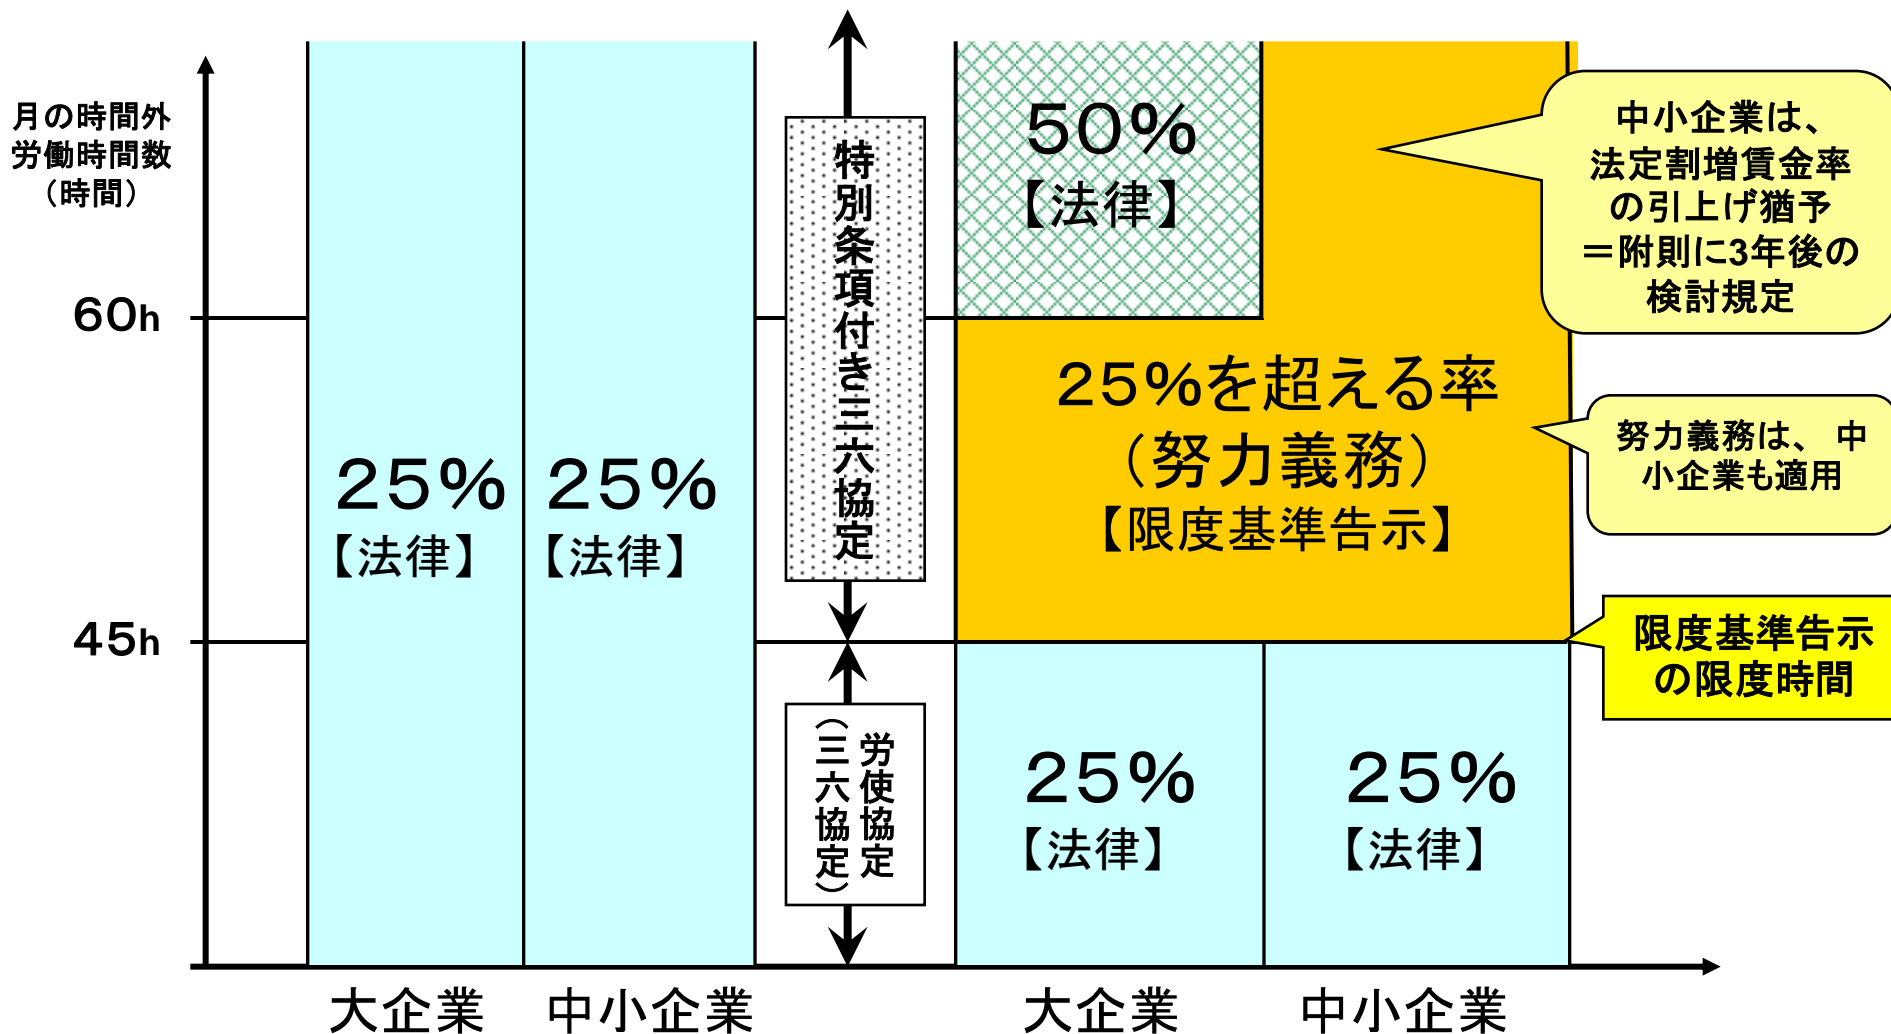 月の時間外
労働時間数
（時間）
60h
45h
25%
【法律】
25%
【法律】
特別条項付き三六協定
労使協定
（三六協定）
50%
【法律】
25%を超える率
（努力義務）
【限度基準告示】
25%
【法律】
25%
【法律】
中小企業は、
法定割増賃金率
の引上げ猶予
＝附則に3年後の
検討規定
努力義務は、 中
小企業も適用
限度基準告示
の限度時間
大企業
中小企業
大企業
中小企業